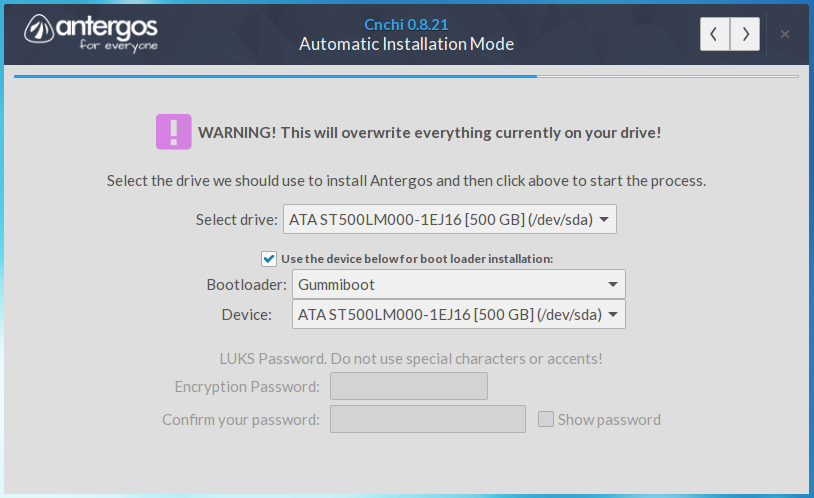 antergos
for everyone
Cnchi 0.8.21
Automatic Installation Mode
WARNING! This will overwrite everything currently on your drive!
Select the drive we should use to install Antergos and then click above to start the process.
Select drive: ATA ST500LM000-1EJ16 [500 GB] (/dev/sda)
Use the device below for boot loader installation:
Bootloader: Gummiboot
Device: ATA ST500LM000-1EJ16 [500 GB] (/dev/sda)
LUKS Password. Do not use special characters or accents!
Encryption Password:
Confirm your password: Show password